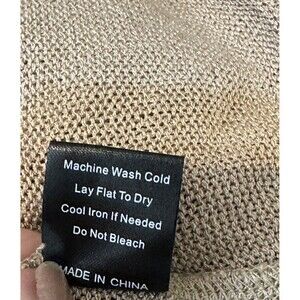 Machine Wash Cold
Lay Flat To Dry
Cool Iron If Needed
Do Not Bleach
MADE IN CHINA